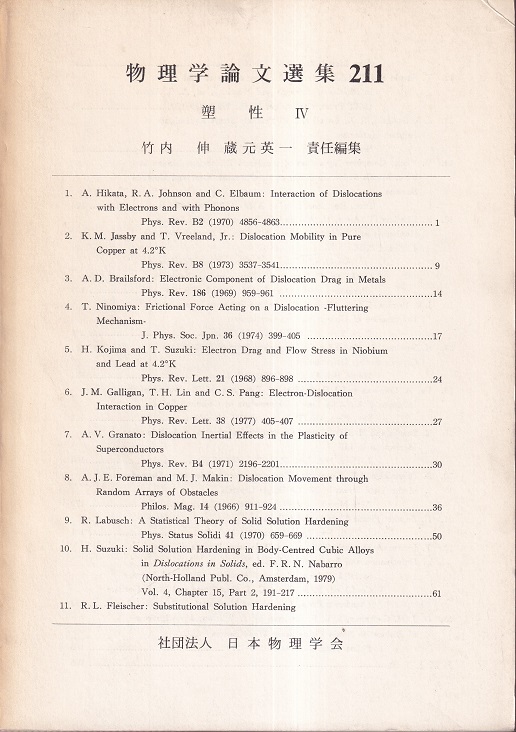 物理学論文選集 211
塑 性 Ⅳ
竹内 伸 蔵元英一 責任編集
1. A. Hikata, R. A. Johnson and C. Elbaum: Interaction of Dislocations
with Electrons and with Phonons
Phys. Rev. B2 (1970) 4856-4863 1
2. K. M. Jassby and T. Vreeland, Jr.: Dislocation Mobility in Pure
Copper at 4.2°K
Phys. Rev. B8 (1973) 3537-3541 9
3. A. D. Brailsford: Electronic Component of Dislocation Drag in Metals
Phys. Rev. 186 (1969) 959-961 14
4. T. Ninomiya: Frictional Force Acting on a Dislocation -Fluttering
Mechanism-
J. Phys. Soc. Jpn. 36 (1974) 399-405 17
5. H. Kojima and T. Suzuki: Electron Drag and Flow Stress in Niobium
and Lead at 4.2°K
Phys. Rev. Lett. 21 (1968) 896-898 24
6. J. M. Galligan, T. H. Lin and C. S. Pang: Electron-Dislocation
Interaction in Copper
Phys. Rev. Lett. 38 (1977) 405-407 27
7. A. V. Granato: Dislocation Inertial Effects in the Plasticity of
Superconductors
Phys. Rev. B4 (1971) 2196-2201 30
8. A. J. E. Foreman and M. J. Makin: Dislocation Movement through
Random Arrays of Obstacles
Philos. Mag. 14 (1966) 911-924 36
9. R. Labusch: A Statistical Theory of Solid Solution Hardening
Phys. Status Solidi 41 (1970) 659-669 50
10. H. Suzuki: Solid Solution Hardening in Body-Centred Cubic Alloys
in Dislocations in Solids, ed. F. R. N. Nabarro
(North-Holland Publ. Co., Amsterdam, 1979)
Vol. 4, Chapter 15, Part 2, 191-217 61
11. R. L. Fleischer: Substitutional Solution Hardening
社団法人 日本物理学会